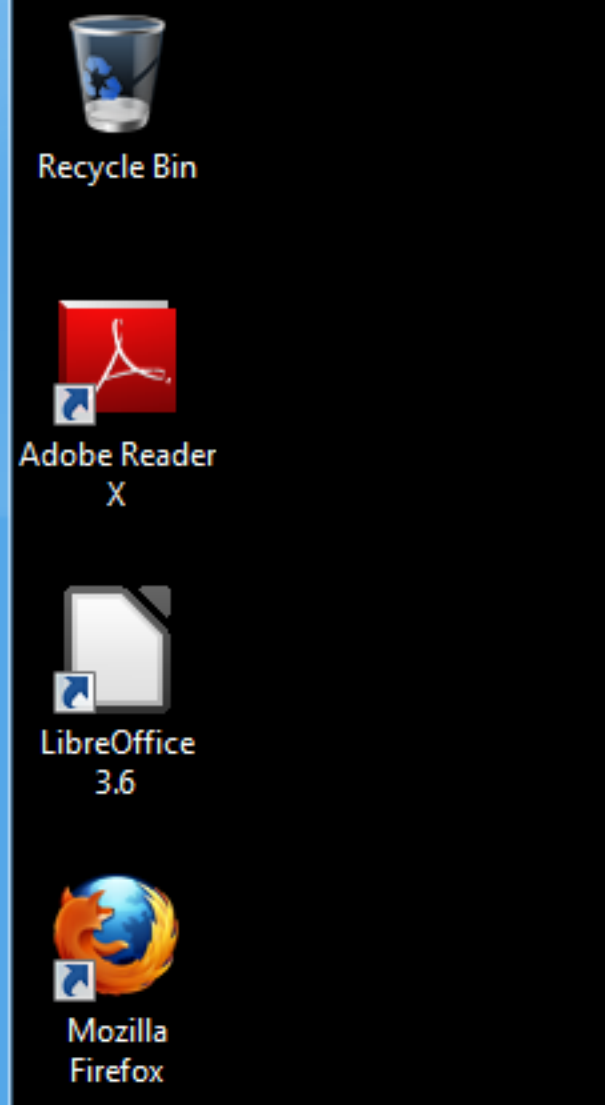 Recycle Bin
Adobe Reader
X
LibreOffice
3.6
Mozilla
Firefox